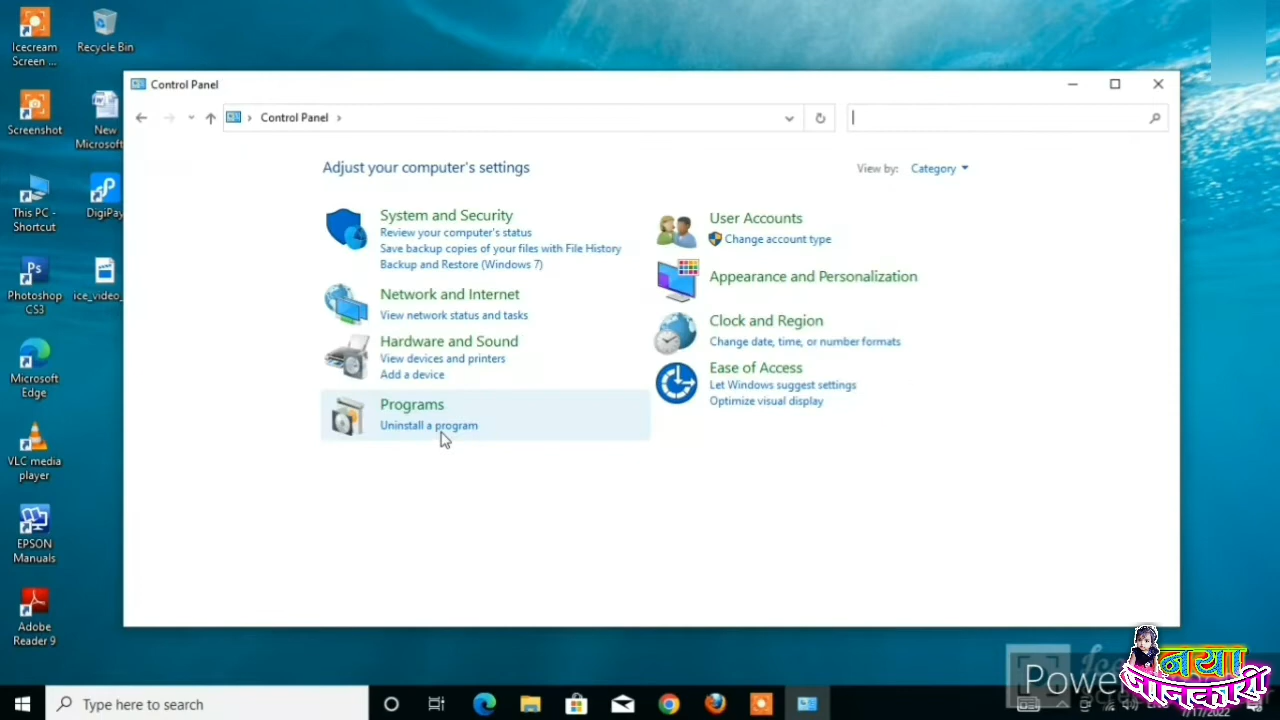 Icecream
Screen ...
Recycle Bin
Screenshot
New
Microsoft
This PC -
Shortcut
DigiPay
Ps
Photoshop
CS3
ice_video_
Microsoft
Edge
VLC media
player
EPSON
Manuals
Adobe
Reader 9
Control Panel
Control Panel
Adjust your computer's settings
View by: Category
System and Security
Review your computer's status
Save backup copies of your files with File History
Backup and Restore (Windows 7)
Network and Internet
View network status and tasks
Hardware and Sound
View devices and printers
Add a device
Programs
Uninstall a program
User Accounts
Change account type
Appearance and Personalization
Clock and Region
Change date, time, or number formats
Ease of Access
Let Windows suggest settings
Optimize visual display
नया
जानकारी
Type here to search